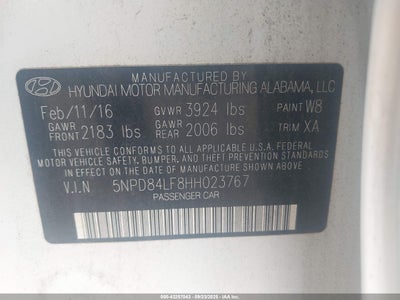 MANUFACTURED BY
HYUNDAI MOTOR MANUFACTURING ALABAMA, LLC
Feb/11/16 GVWR 3924 lbs PAINT W8
GAWR FRONT 2183 lbs GAWR REAR 2006 lbs TRIM XA
THIS VEHICLE CONFORMS TO ALL APPLICABLE
FEDERAL MOTOR VEHICLE SAFETY,
BUMPER, AND THEFT PREVENTION STANDARDS
IN EFFECT ON THE DATE OF MANUFACTURE SHOWN ABOVE.
V.I.N 5NPD84LF8HH023767
PASSENGER CAR